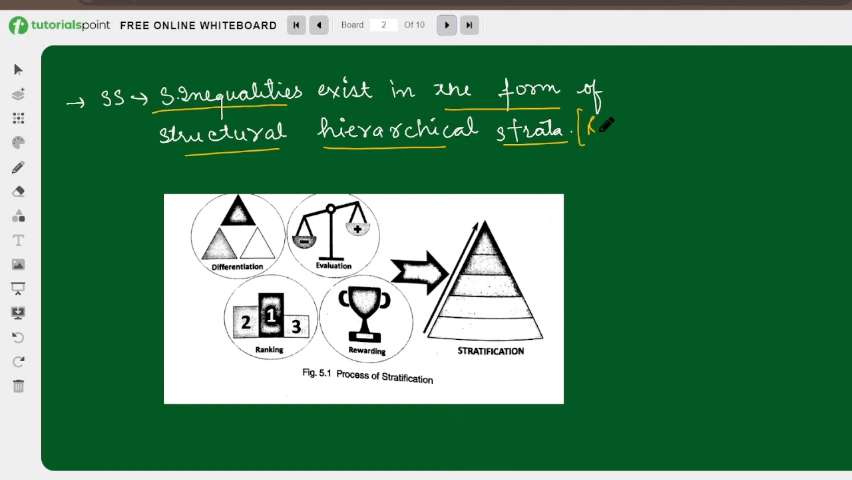 tutorialspoint FREE ONLINE WHITEBOARD Board 2 Of 10
→ SS → S.Inequalities exist in the form of
structural hierarchical strata. [
Differentiation
Evaluation
2 1 3
Ranking
Rewarding
STRATIFICATION
Fig. 5.1 Process of Stratification